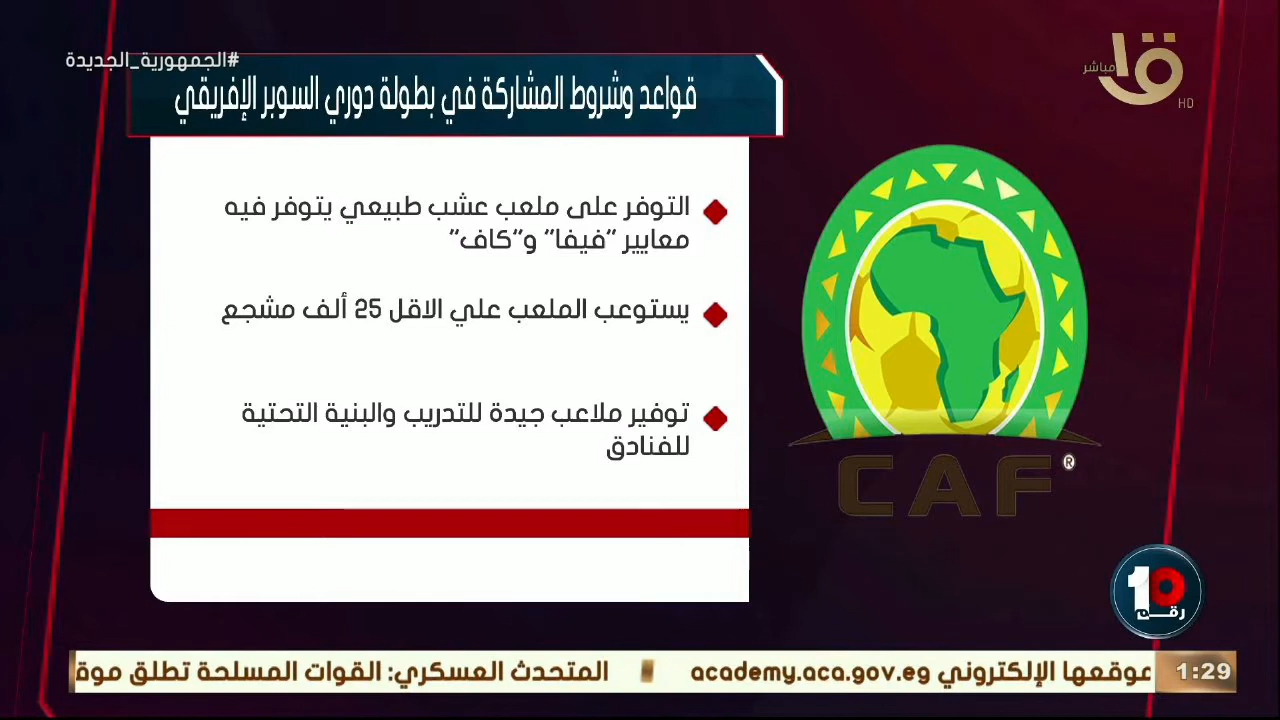 #الجمهورية_الجديدة
مباشر
HD
قواعد وشروط المشاركة في بطولة دوري السوبر الإفريقي
التوفر على ملعب عشب طبيعي يتوفر فيه
معايير “فيفا” و”كاف”
يستوعب الملعب علي الاقل 25 ألف مشجع
توفير ملاعب جيدة للتدريب والبنية التحتية
للفنادق
CAF®
رقم 10
1:29
موقعها الإلكتروني academy.aca.gov.eg
المتحدث العسكري: القوات المسلحة تطلق موق